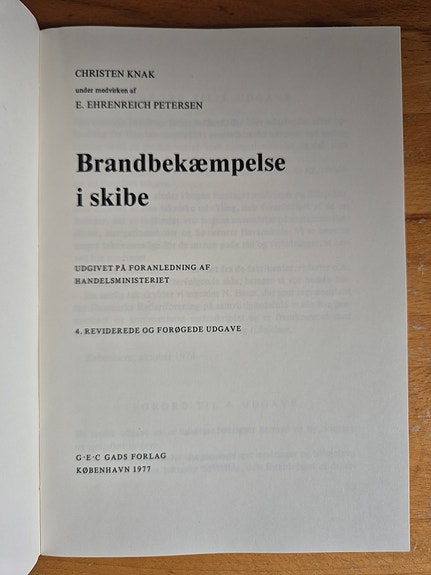 CHRISTEN KNAK
under medvirken af
E. EHRENREICH PETERSEN
Brandbekæmpelse
i skibe
UDGIVET PÅ FORANLEDNING AF
HANDELSMINISTERIET
4. REVIDEREDE OG FORØGEDE UDGAVE
G·E·C GADS FORLAG
KØBENHAVN 1977